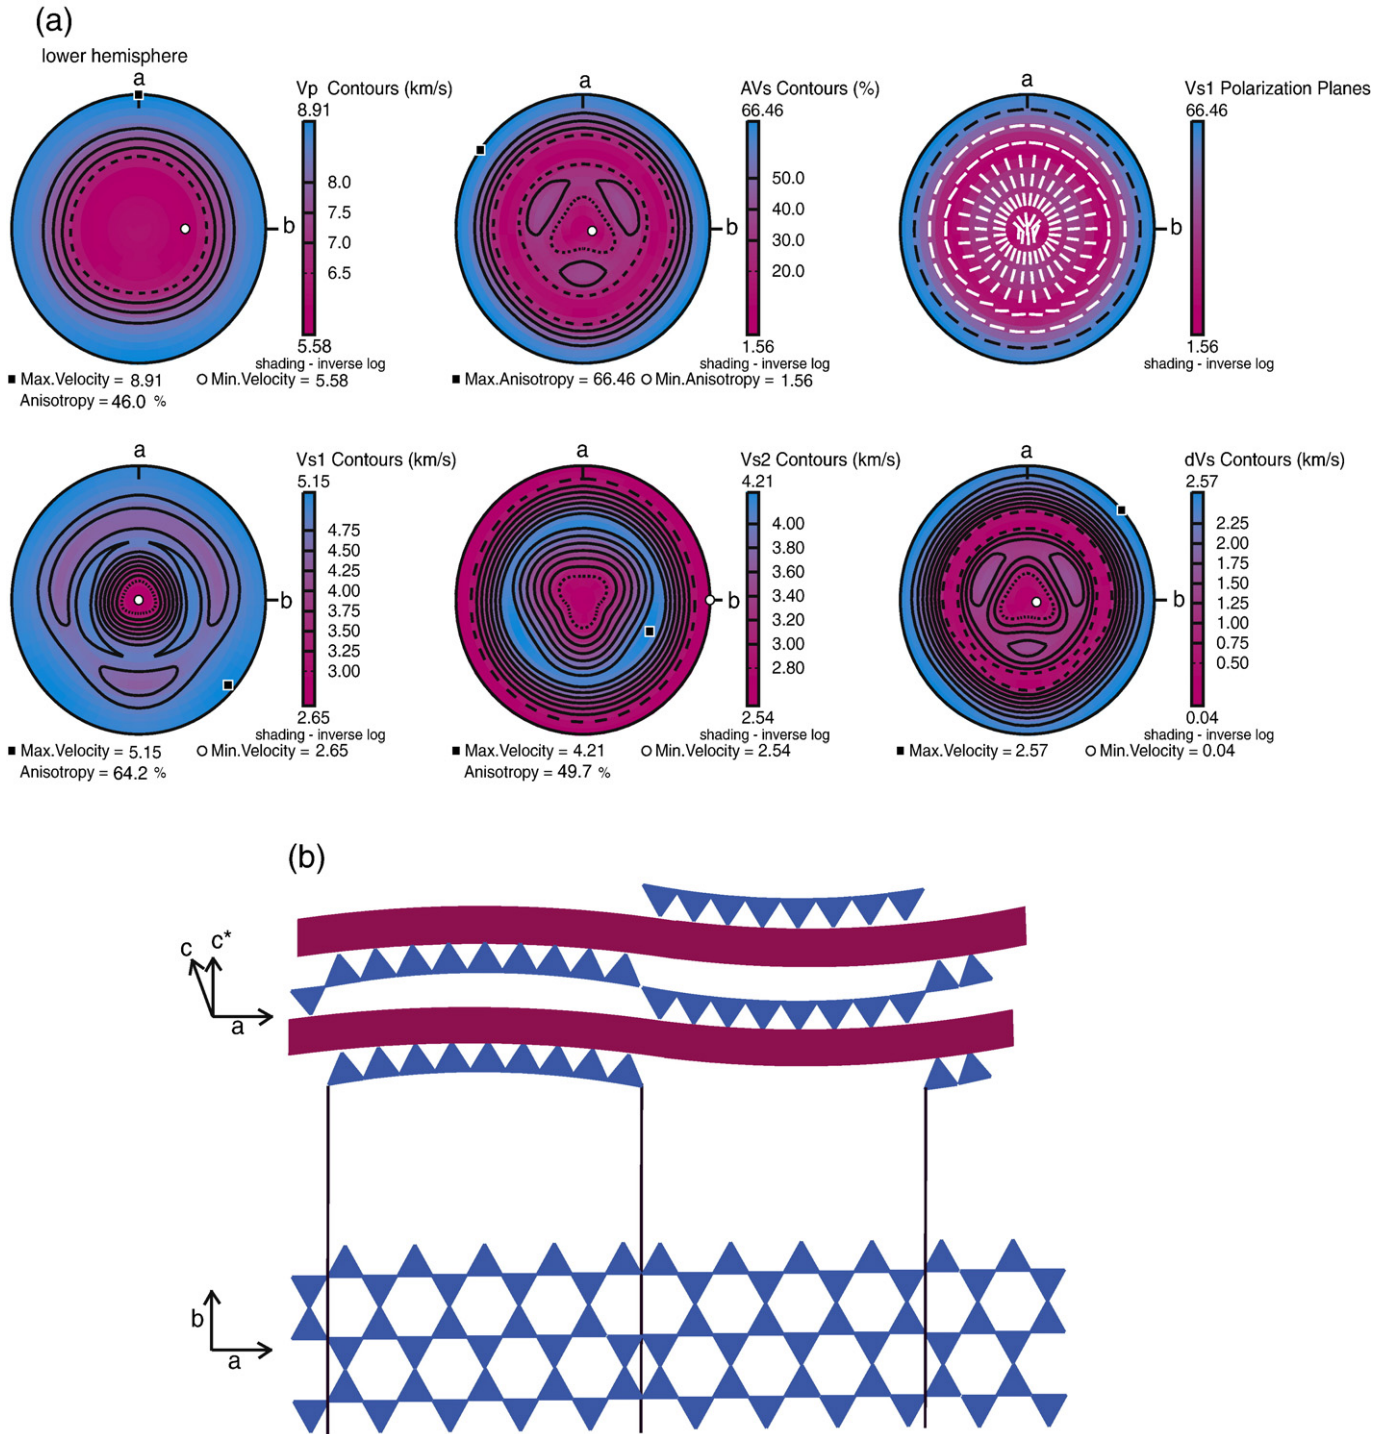 (a)
lower hemisphere
a
b
Vp Contours (km/s)
8.91
8.0
7.5
7.0
6.5
5.58
shading - inverse log
■ Max.Velocity = 8.91 ○ Min.Velocity = 5.58
Anisotropy = 46.0 %
a
b
AVs Contours (%)
66.46
50.0
40.0
30.0
20.0
1.56
shading - inverse log
■ Max.Anisotropy = 66.46 ○ Min.Anisotropy = 1.56
a
b
Vs1 Polarization Planes
66.46
1.56
shading - inverse log
a
b
Vs1 Contours (km/s)
5.15
4.75
4.50
4.25
4.00
3.75
3.50
3.25
3.00
2.65
shading - inverse log
■ Max.Velocity = 5.15 ○ Min.Velocity = 2.65
Anisotropy = 64.2 %
a
b
Vs2 Contours (km/s)
4.21
4.00
3.80
3.60
3.40
3.20
3.00
2.80
2.54
shading - inverse log
■ Max.Velocity = 4.21 ○ Min.Velocity = 2.54
Anisotropy = 49.7 %
a
b
dVs Contours (km/s)
2.57
2.25
2.00
1.75
1.50
1.25
1.00
0.75
0.50
0.04
shading - inverse log
■ Max.Velocity = 2.57 ○ Min.Velocity = 0.04
(b)
c c*
a
b
a